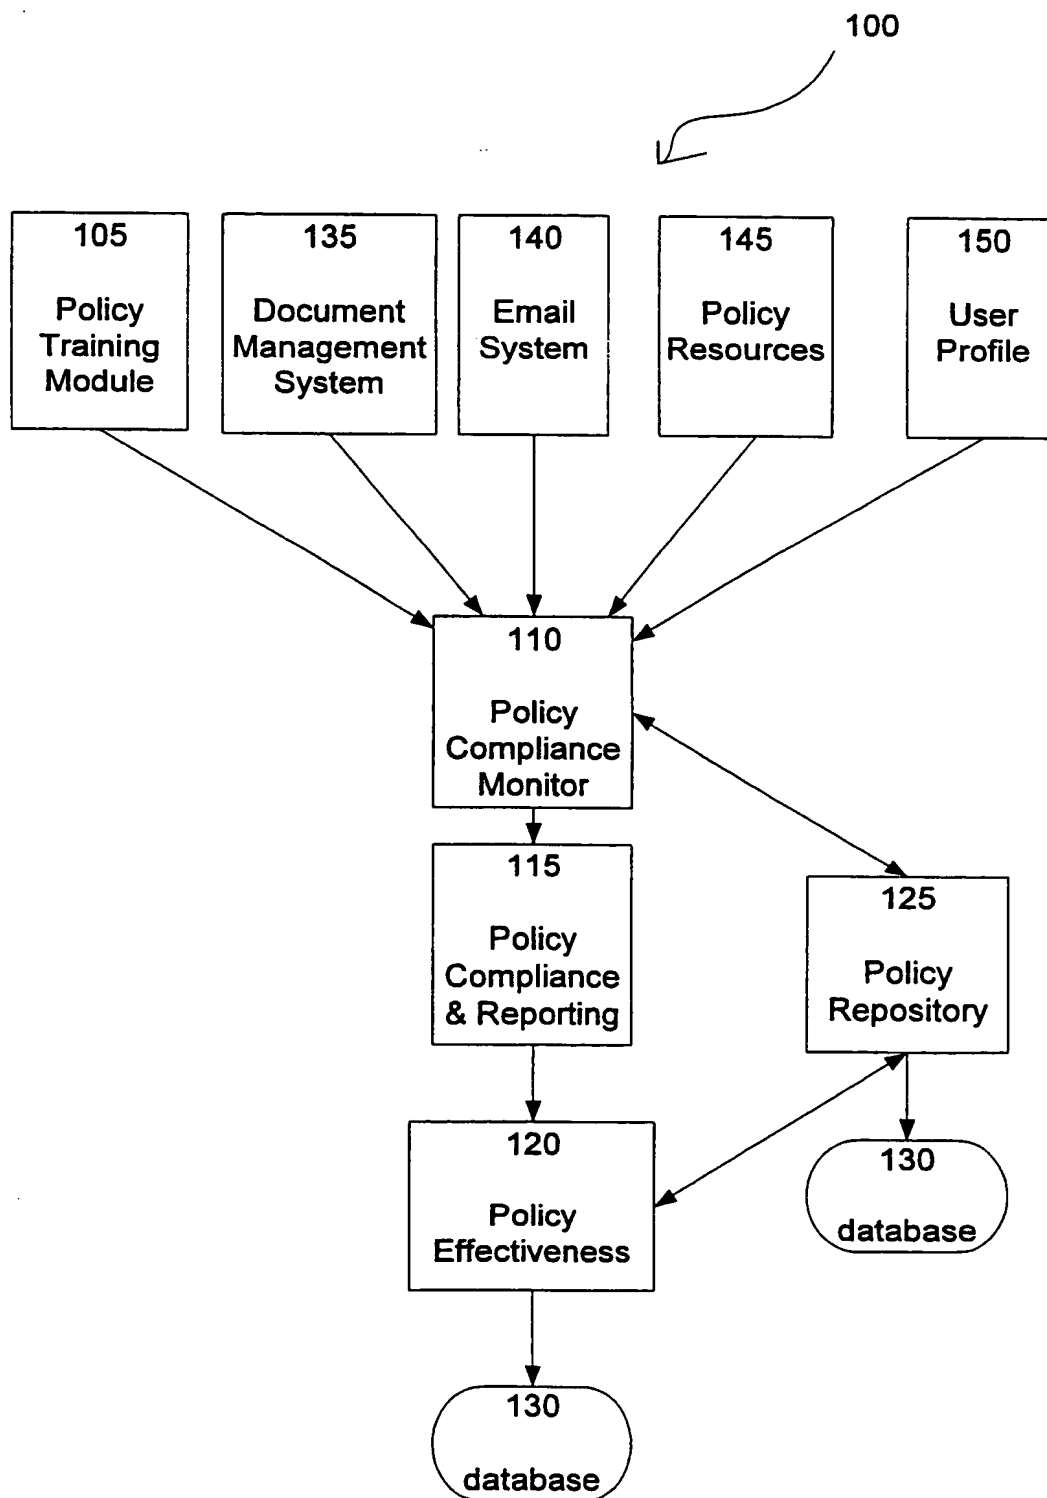 100
105
Policy
Training
Module
135
Document
Management
System
140
Email
System
145
Policy
Resources
150
User
Profile
110
Policy
Compliance
Monitor
115
Policy
Compliance
& Reporting
125
Policy
Repository
120
Policy
Effectiveness
130
database
130
database